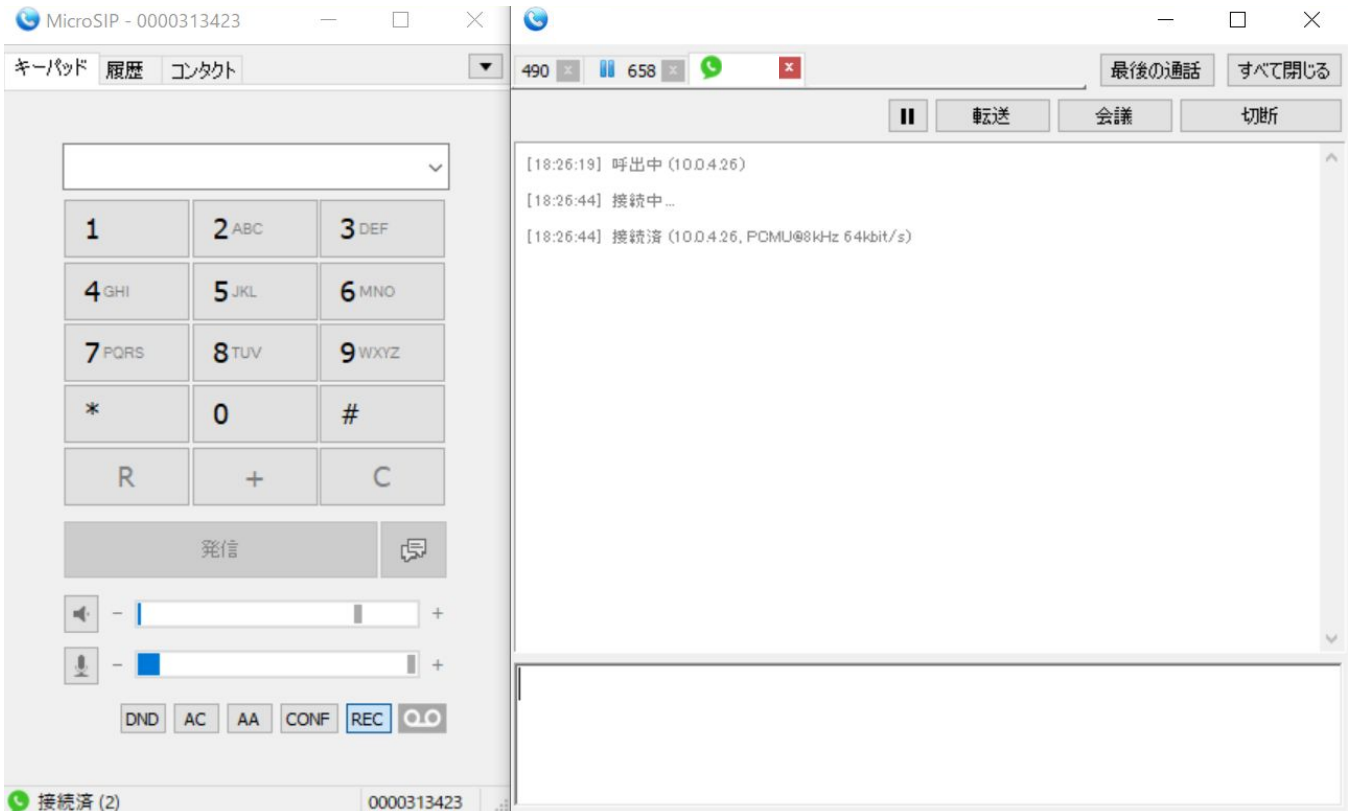 MicroSIP - 0000313423
キーパッド 履歴 コンタクト
1 2 ABC 3 DEF
4 GHI 5 JKL 6 MNO
7 PQRS 8 TUV 9 WXYZ
* 0 #
R + C
発信
- +
- +
DND AC AA CONF REC
接続済 (2) 0000313423
490 x 658 x x 最後の通話 すべて閉じる
転送 会議 切断
[18:26:19] 呼出中 (10.0.4.26)
[18:26:44] 接続中...
[18:26:44] 接続済 (10.0.4.26, PCMU@8kHz 64kbit/s)